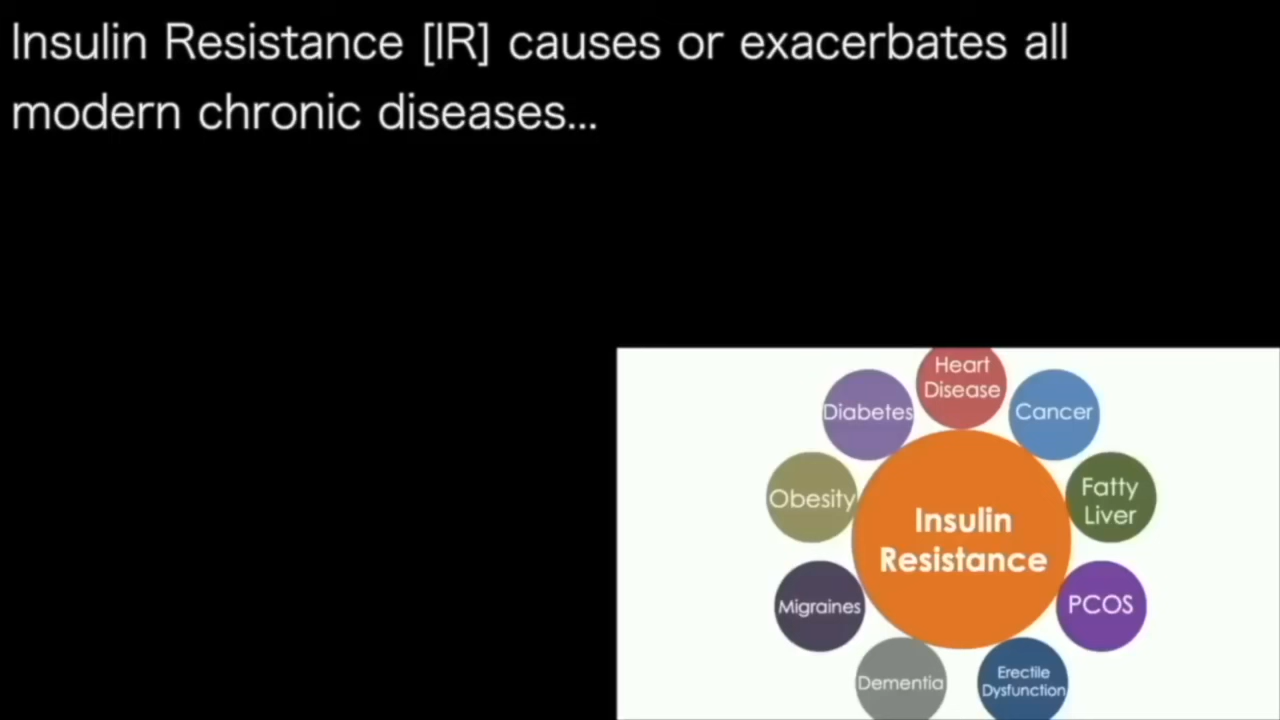 Insulin Resistance [IR] causes or exacerbates all
modern chronic diseases...
Heart
Disease
Diabetes
Cancer
Obesity
Fatty
Liver
Insulin
Resistance
Migraines
PCOS
Dementia
Erectile
Dysfunction